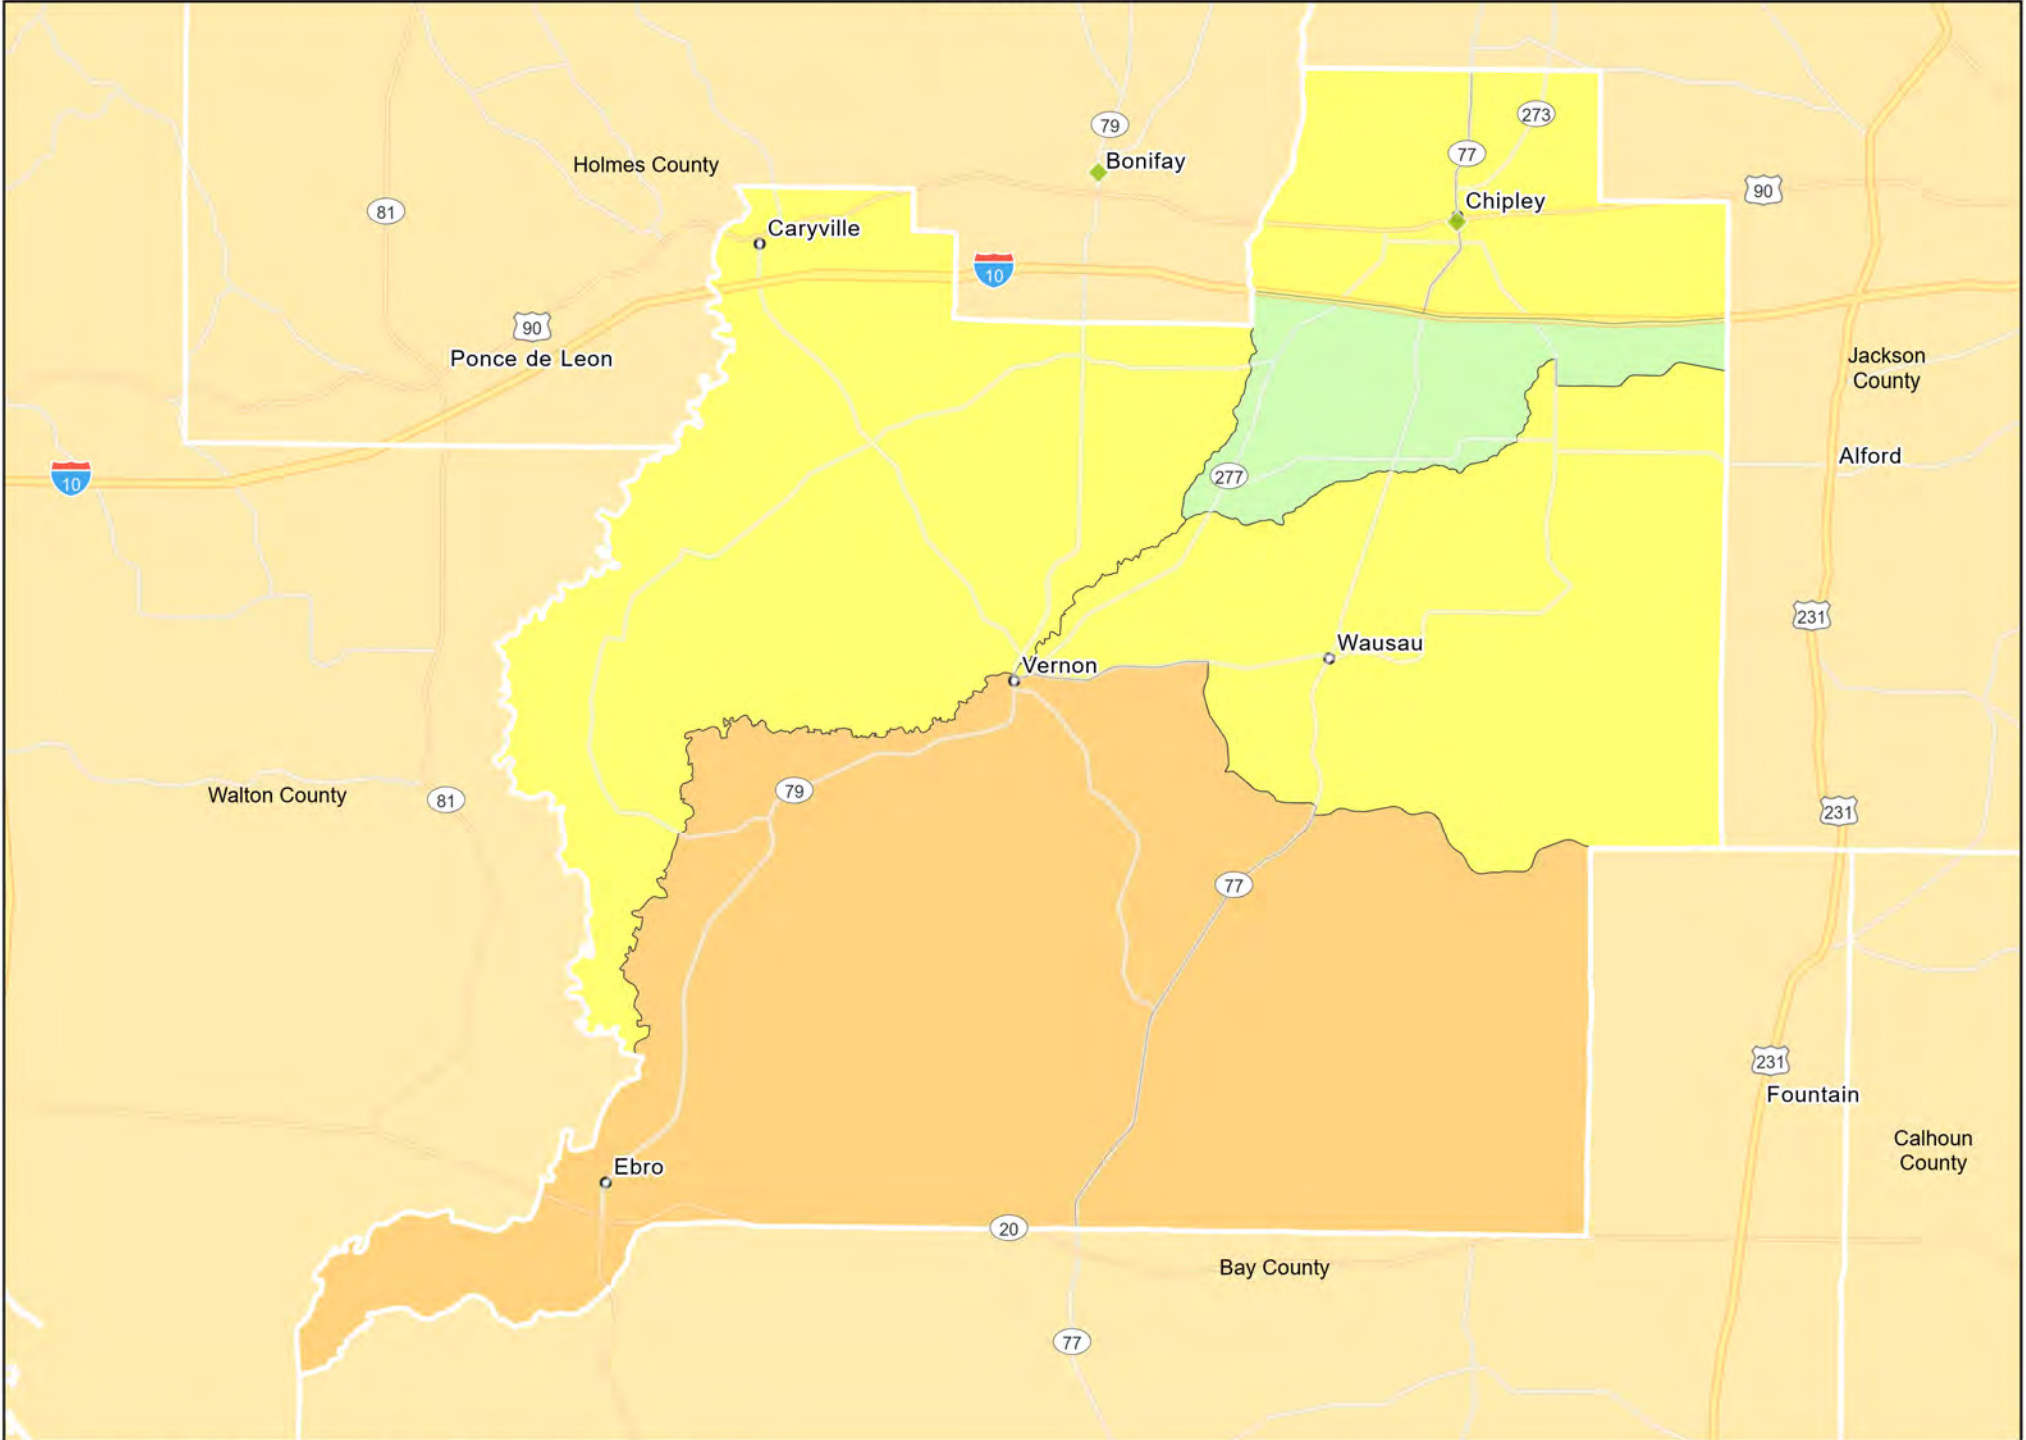 273
79
77
Bonifay
Holmes County
90
Chipley
81
Caryville
10
90
Ponce de Leon
Jackson
County
Alford
10
277
231
Wausau
Vernon
79
Walton County
81
231
77
231
Fountain
Calhoun
County
Ebro
20
Bay County
77